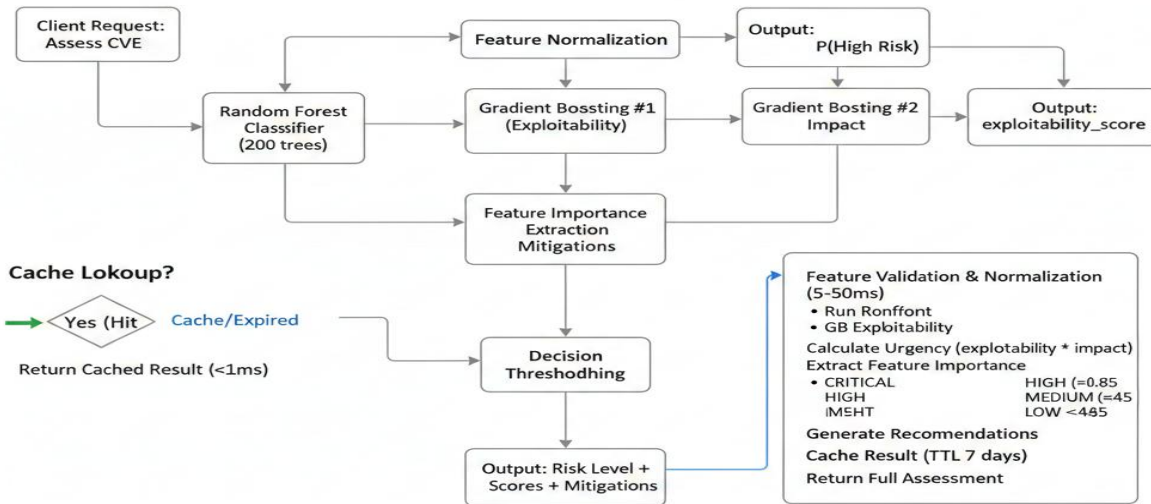 Client Request:
Assess CVE
Feature Normalization
Output:
P(High Risk)
Random Forest
Classsifier
(200 trees)
Gradient Bossting #1
(Exploitability)
Gradient Bosting #2
Impact
Output:
exploitability_score
Feature Importance
Extraction
Mitigations
Cache Lokoup?
Yes (Hit
Cache/Expired
Return Cached Result (<1ms)
Decision
Threshodhhing
Output: Risk Level +
Scores + Mitigations
Feature Validation & Normalization
(5-50ms)
• Run Ronffont
• GB Exploitability
Calculate Urgency (explotability * impact)
Extract Feature Importance
• CRITICAL HIGH (=0.85
HIGH MEDIUM (=45
LOW <
Generate Recomendations
Cache Result (TTL 7 days)
Return Full Assessment